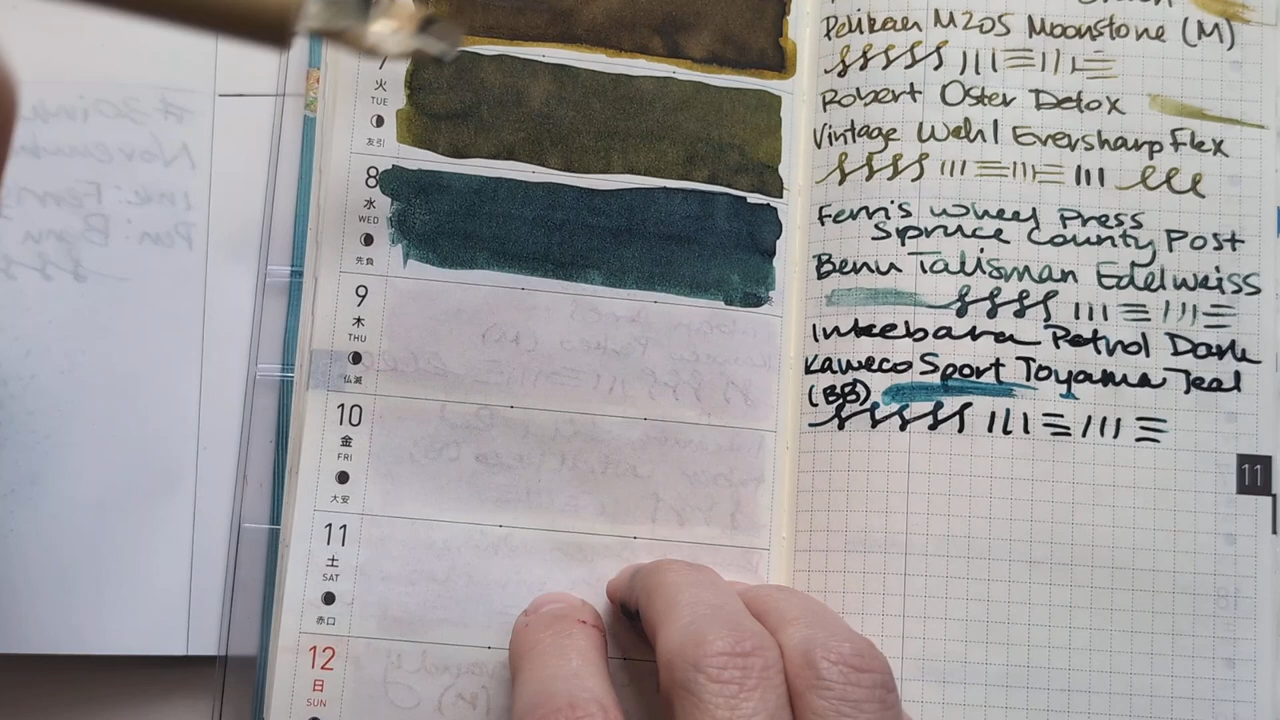 7
火
TUE
友引
8
水
WED
先負
9
木
THU
仏滅
10
金
FRI
大安
11
土
SAT
赤口
12
日
SUN
Pelikan M205 Moonstone (M)
Robert Oster Detox
Vintage Wahl Eversharp Flex
Ferris Wheel Press
Spruce County Post
Benu Talisman Edelweiss
Inkebara Petrol Dark
Kaweco Sport Toyama Teal
(BB)
11